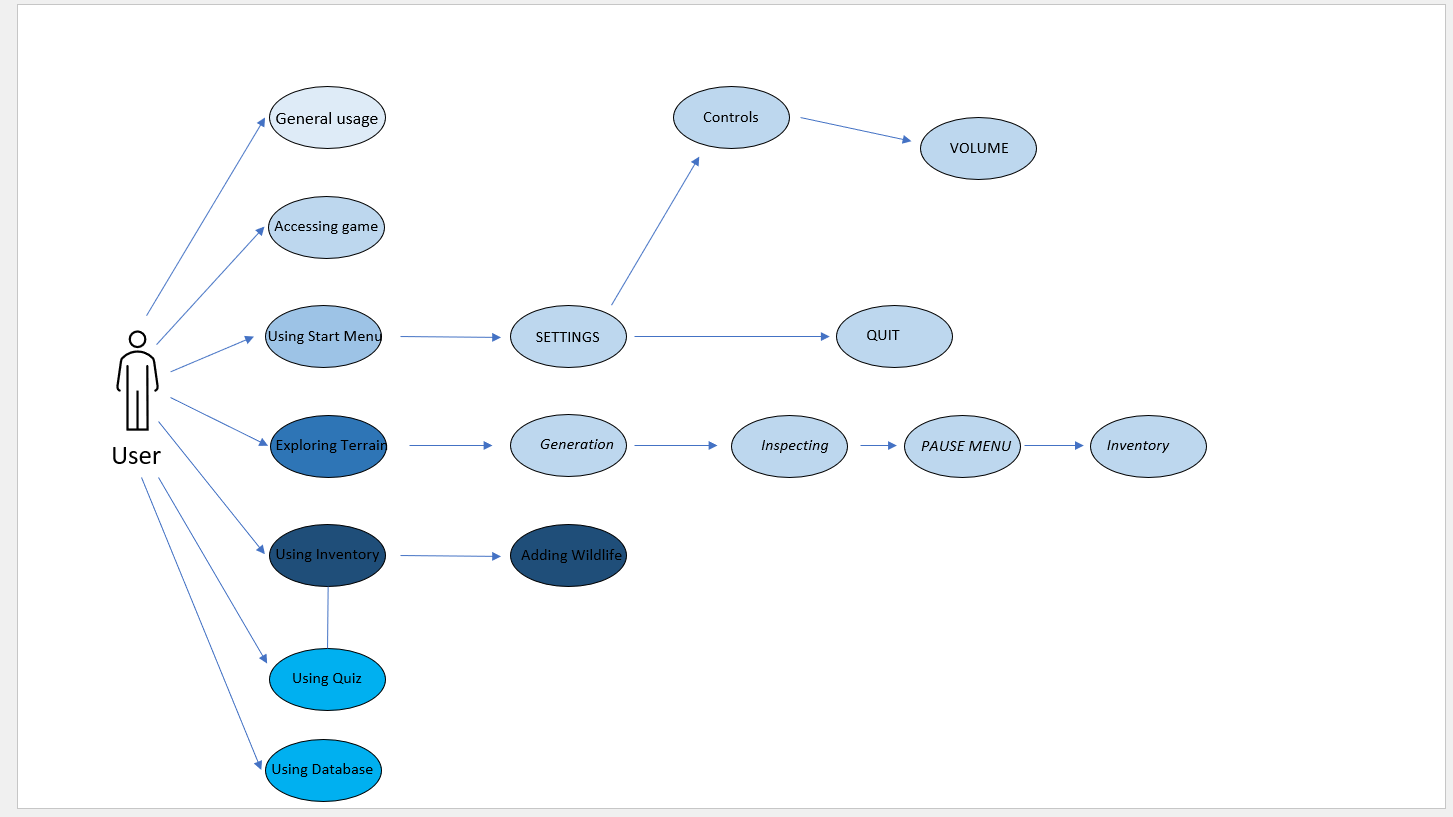 General usage
Controls
VOLUME
Accessing game
Using Start Menu
SETTINGS
QUIT
Exploring Terrain
Generation
Inspecting
PAUSE MENU
Inventory
User
Using Inventory
Adding Wildlife
Using Quiz
Using Database